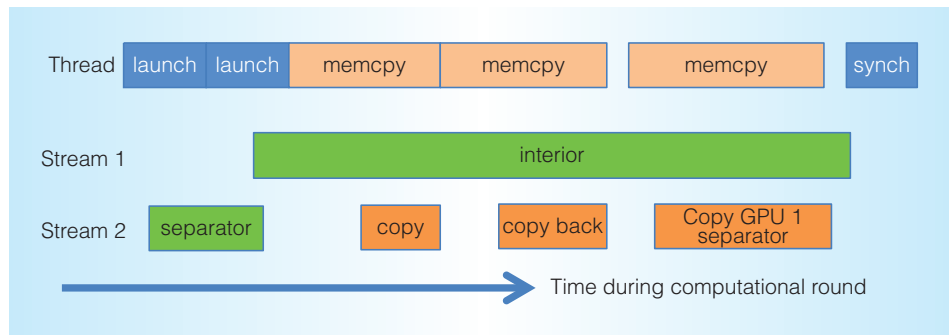 Thread launch launch memcpy memcpy memcpy synch
Stream 1 interior
Stream 2 separator copy copy back Copy GPU 1
separator
Time during computational round